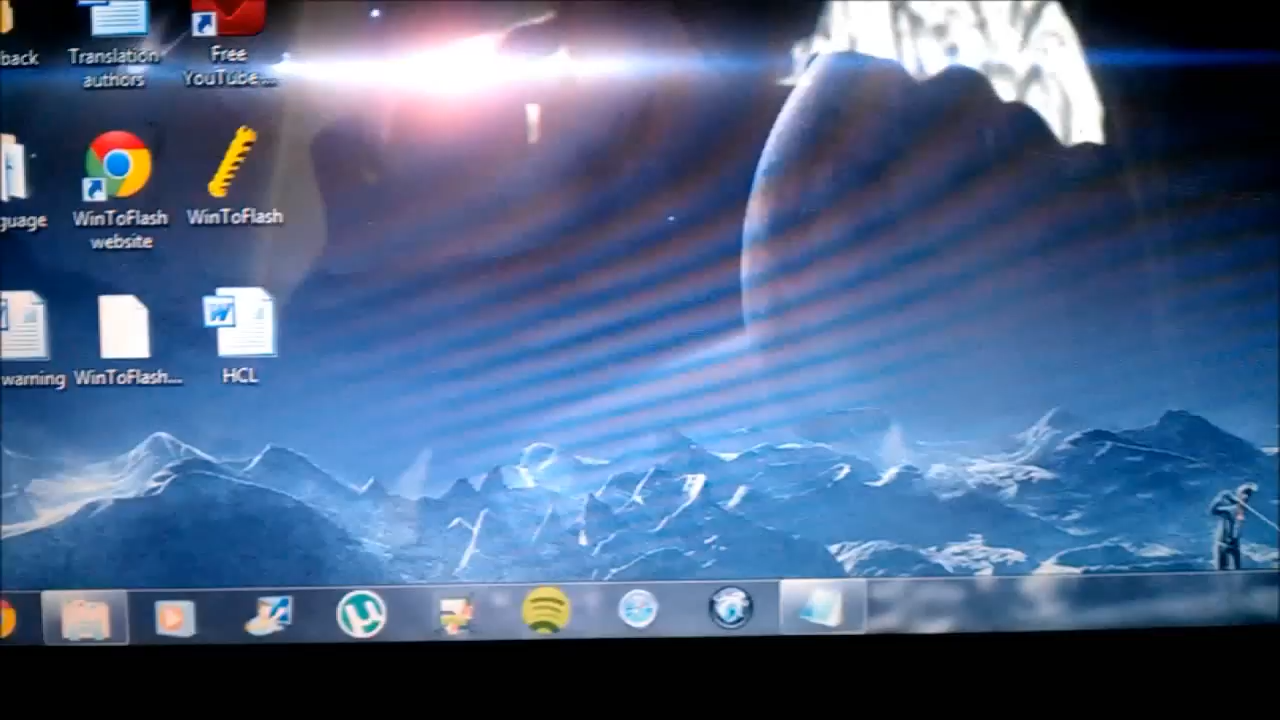 back
Translation
authors
Free
YouTube...
guage
WinToFlash
website
WinToFlash
warning
WinToFlash...
HCL